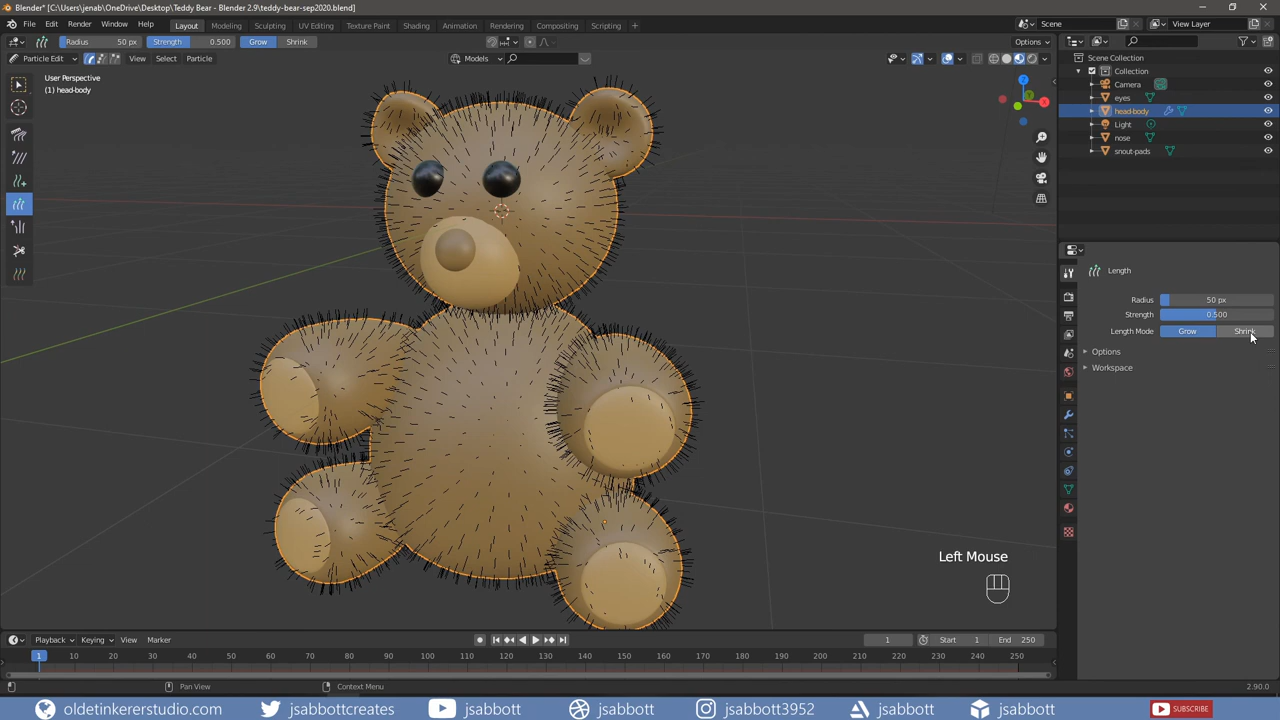 Blender* [C:\Users\jenab\OneDrive\Desktop\Teddy Bear - Blender 2.9\teddy-bear-sep2020.blend]
File Edit Render Window Help Layout Modeling Sculpting UV Editing Texture Paint Shading Animation Rendering Compositing Scripting + Scene View Layer
Radius 50 px Strength 0.500 Grow Shrink Options
Particle Edit View Select Particle Models
User Perspective
(1) head-body
Scene Collection
Collection
Camera
eyes
head-body
Light
nose
snout-pads
Length
Radius 50 px
Strength 0.500
Length Mode Grow Shrink
Options
Workspace
X
Z
Left Mouse
Playback Keying View Marker 1 Start 1 End 250
1 10 20 30 40 50 60 70 80 90 100 110 120 130 140 150 160 170 180 190 200 210 220 230 240 250
Pan View Context Menu 2.90.0
oldetinkererstudio.com jsabbottcreates jsabbott jsabbott jsabbott3952 jsabbott jsabbott SUBSCRIBE